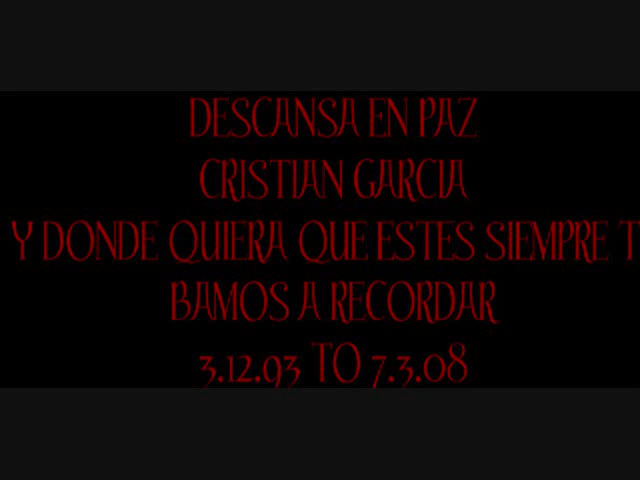 DESCANSA EN PAZ
CRISTIAN GARCIA
Y DONDE QUIERA QUE ESTES SIEMPRE T
BAMOS A RECORDAR
3.12.93 TO 7.3.08